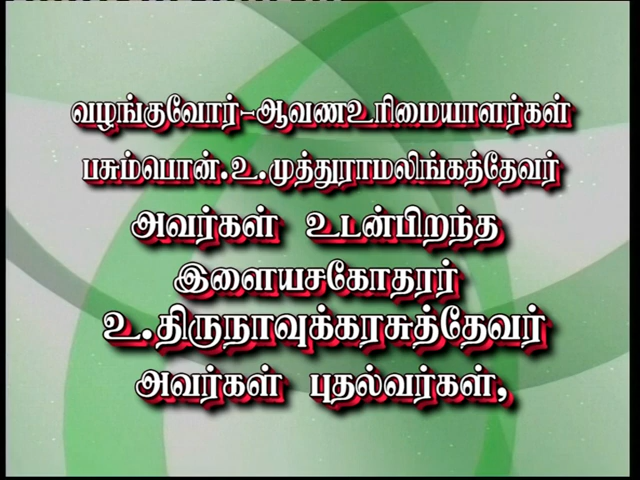 வழங்குவோர்-ஆவணஉரிமையாளர்கள்
பசும்பொன்.உ.முத்துராமலிங்கத்தேவர்
அவர்கள் உடன்பிறந்த
இளையசகோதரர்
உ.திருநாவுக்கரசுத்தேவர்
அவர்கள் புதல்வர்கள்,